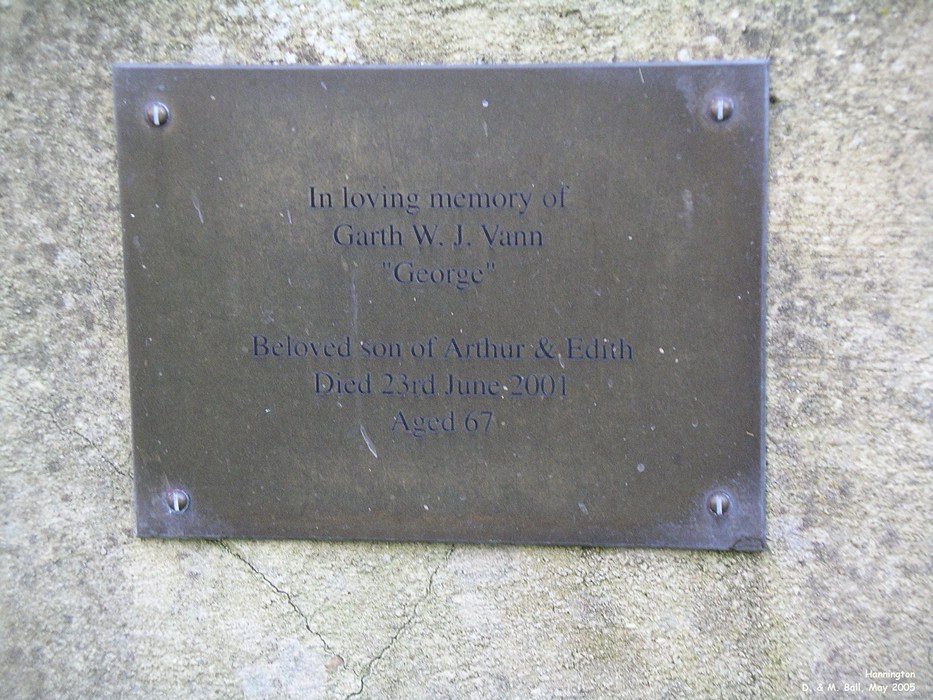 In loving memory of
Garth W. J. Vann
"George"
Beloved son of Arthur & Edith
Died 23rd June 2001
Aged 67
Hannington
D. & M. Ball, May 2005